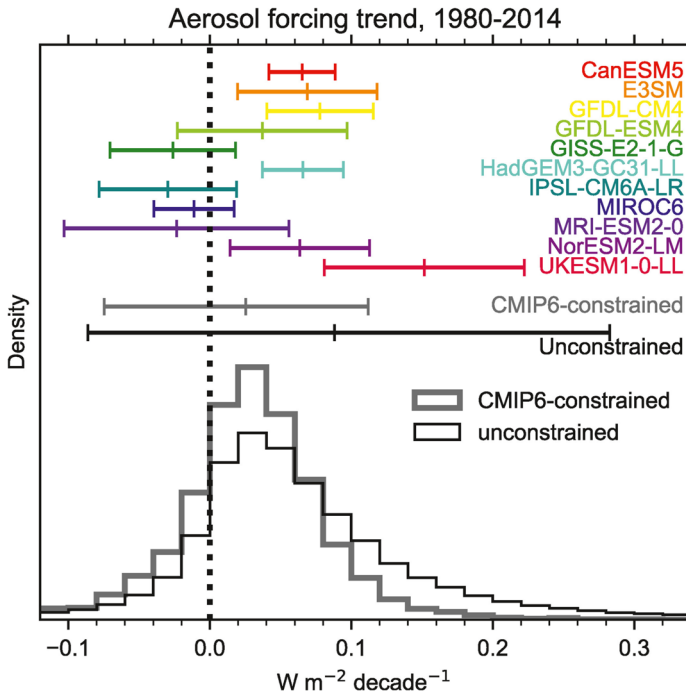 Aerosol forcing trend, 1980-2014
CanESM5
E3SM
GFDL-CM4
GFDL-ESM4
GISS-E2-1-G
HadGEM3-GC31-LL
IPSL-CM6A-LR
MIROC6
MRI-ESM2-0
NorESM2-LM
UKESM1-0-LL
CMIP6-constrained
Unconstrained
Density
CMIP6-constrained
unconstrained
−0.1 0.0 0.1 0.2 0.3
W m⁻² decade⁻¹